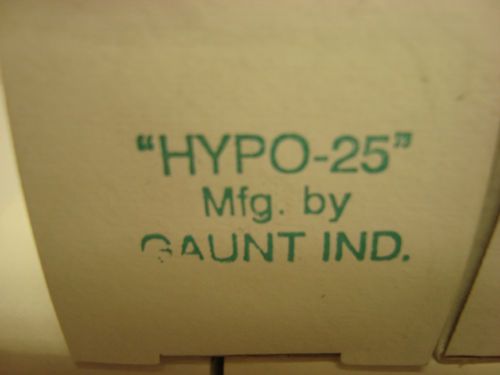 “HYPO-25”
Mfg. by
GAUNT IND.